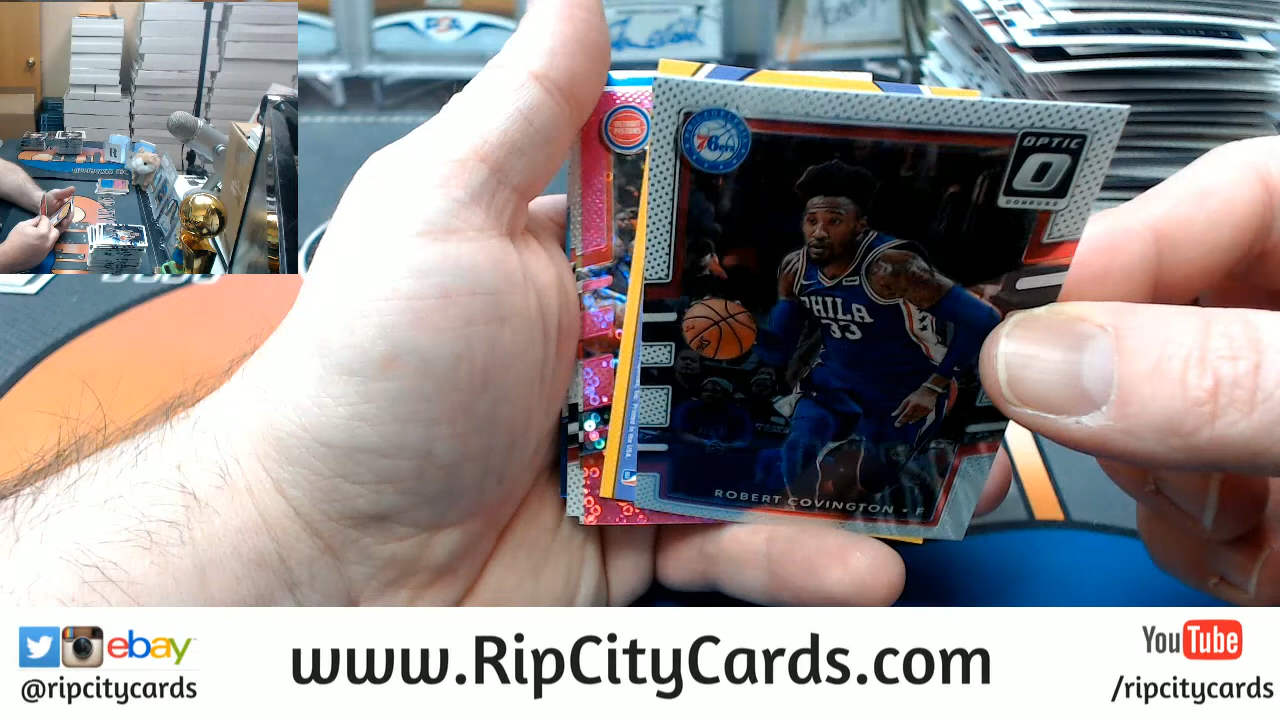 DETROIT PISTONS
76ers
OPTIC
DONRUSS
PHILA
33
ROBERT COVINGTON - F
ebay
@ripcitycards
www.RipCityCards.com
YouTube
/ripcitycards